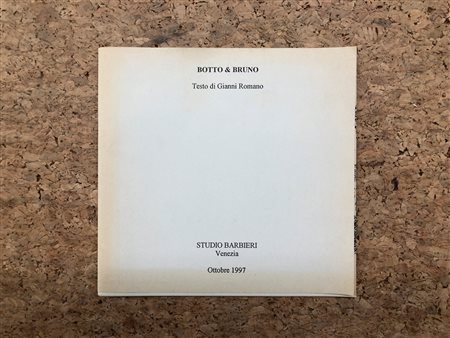 BOTTO & BRUNO
Testo di Gianni Romano
STUDIO BARBIERI
Venezia
Ottobre 1997